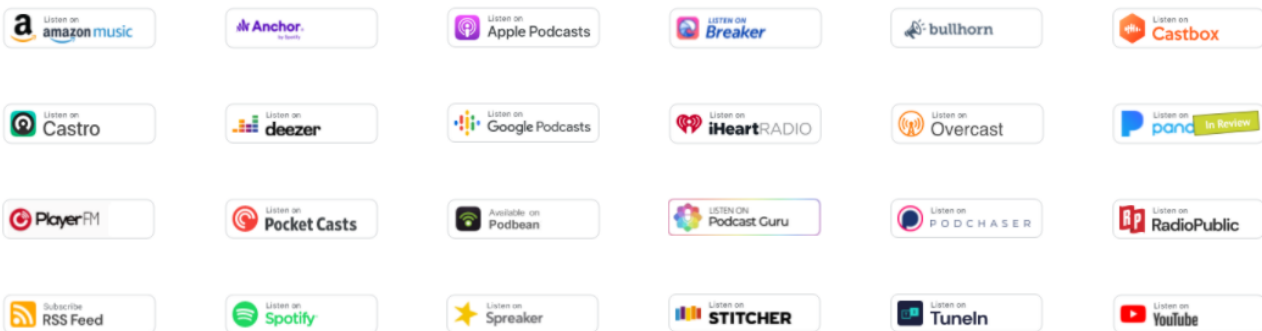 Listen on
amazon music
Anchor
by Spotify
Listen on
Apple Podcasts
LISTEN ON
Breaker
bullhorn
Listen on
Castbox
Listen on
Castro
Listen on
deezer
Listen on
Google Podcasts
Listen on
iHeartRADIO
Listen on
Overcast
Listen on
pand
In Review
Player FM
Listen on
Pocket Casts
Available on
Podbean
LISTEN ON
Podcast Guru
Listen on
PODCHASER
RP
Listen on
RadioPublic
Subscribe
RSS Feed
Listen on
Spotify
Listen on
Spreaker
Listen on
STITCHER
Listen on
TuneIn
Listen on
YouTube